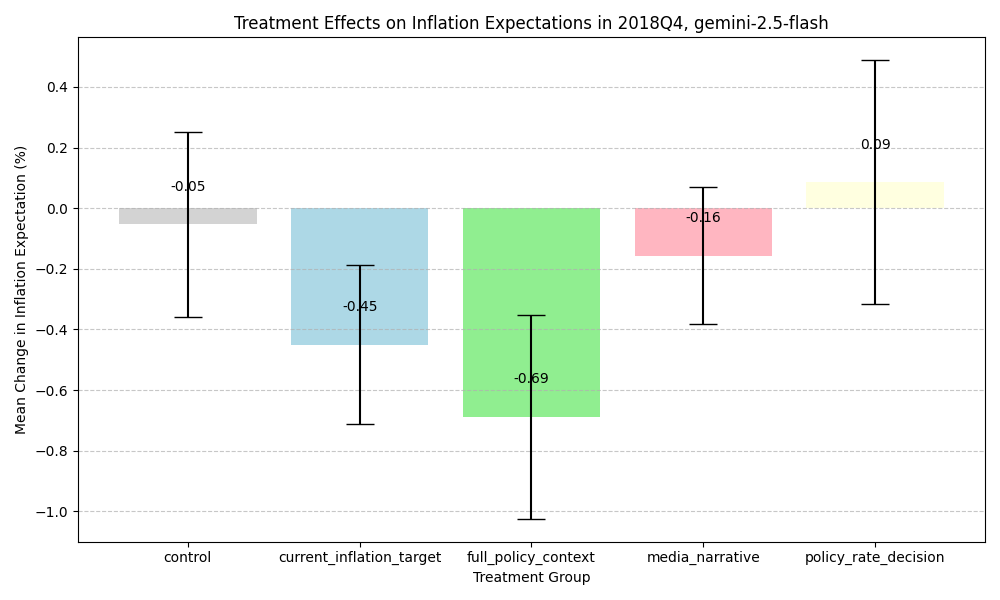 Treatment Effects on Inflation Expectations in 2018Q4, gemini-2.5-flash
Mean Change in Inflation Expectation (%)
0.4
0.2
0.0
−0.2
−0.4
−0.6
−0.8
−1.0
-0.05
-0.45
-0.69
-0.16
0.09
control
current_inflation_target
full_policy_context
media_narrative
policy_rate_decision
Treatment Group